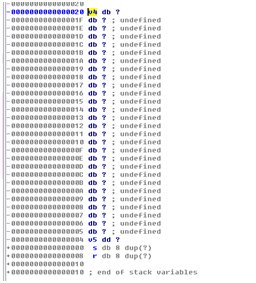 -0000000000000020
-0000000000000020 v4 db ?
-000000000000001F db ? ; undefined
-000000000000001E db ? ; undefined
-000000000000001D db ? ; undefined
-000000000000001C db ? ; undefined
-000000000000001B db ? ; undefined
-000000000000001A db ? ; undefined
-0000000000000019 db ? ; undefined
-0000000000000018 db ? ; undefined
-0000000000000017 db ? ; undefined
-0000000000000016 db ? ; undefined
-0000000000000015 db ? ; undefined
-0000000000000014 db ? ; undefined
-0000000000000013 db ? ; undefined
-0000000000000012 db ? ; undefined
-0000000000000011 db ? ; undefined
-0000000000000010 db ? ; undefined
-000000000000000F db ? ; undefined
-000000000000000E db ? ; undefined
-000000000000000D db ? ; undefined
-000000000000000C db ? ; undefined
-000000000000000B db ? ; undefined
-000000000000000A db ? ; undefined
-0000000000000009 db ? ; undefined
-0000000000000008 db ? ; undefined
-0000000000000007 db ? ; undefined
-0000000000000006 db ? ; undefined
-0000000000000005 db ? ; undefined
-0000000000000004 v5 dd ?
+0000000000000000 s db 8 dup(?)
+0000000000000008 r db 8 dup(?)
+0000000000000010
+0000000000000010 ; end of stack variables